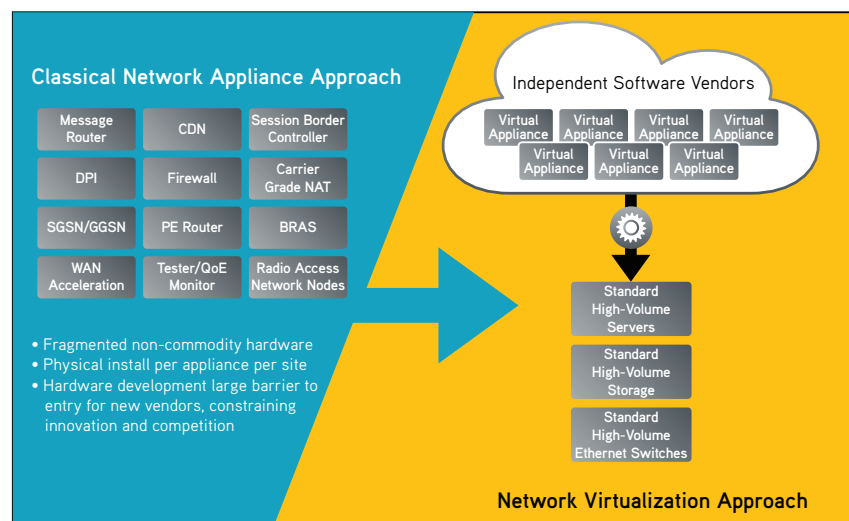 Classical Network Appliance Approach
Message
Router
CDN
Session Border
Controller
DPI
Firewall
Carrier
Grade NAT
SGSN/GGSN
PE Router
BRAS
WAN
Acceleration
Tester/QoE
Monitor
Radio Access
Network Nodes
• Fragmented non-commodity hardware
• Physical install per appliance per site
• Hardware development large barrier to
entry for new vendors, constraining
innovation and competition
Independent Software Vendors
Virtual
Appliance
Virtual
Appliance
Virtual
Appliance
Virtual
Appliance
Virtual
Appliance
Virtual
Appliance
Virtual
Appliance
Standard
High-Volume
Servers
Standard
High-Volume
Storage
Standard
High-Volume
Ethernet Switches
Network Virtualization Approach